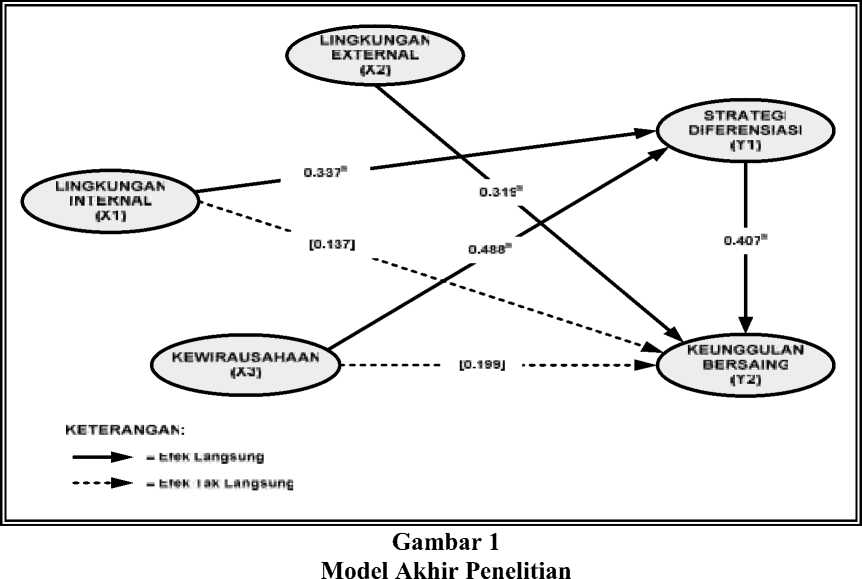 LINGKUNGAN
EXTERNAL
(X2)
STRATEGI
DIFERENSIASI
(Y1)
0.337
LINGKUNGAN
INTERNAL
(X1)
0.319
[0.137]
0.488
0.407
KEWIRAUSAHAAN
(X3)
[0.199]
KEUNGGULAN
BERSAING
(Y2)
KETERANGAN:
= Efek Langsung
= Efek Tak Langsung
Gambar 1
Model Akhir Penelitian